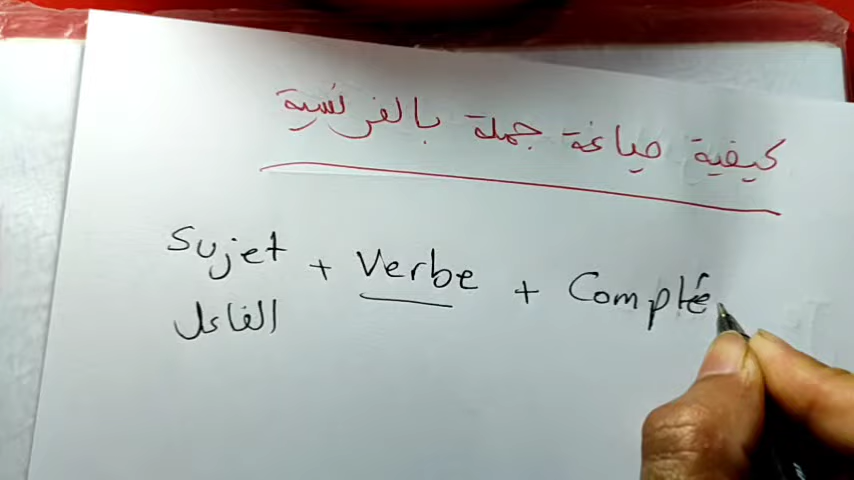 كيفية صياغة جملة بالفرنسية
Sujet + Verbe + Complé
الفاعل